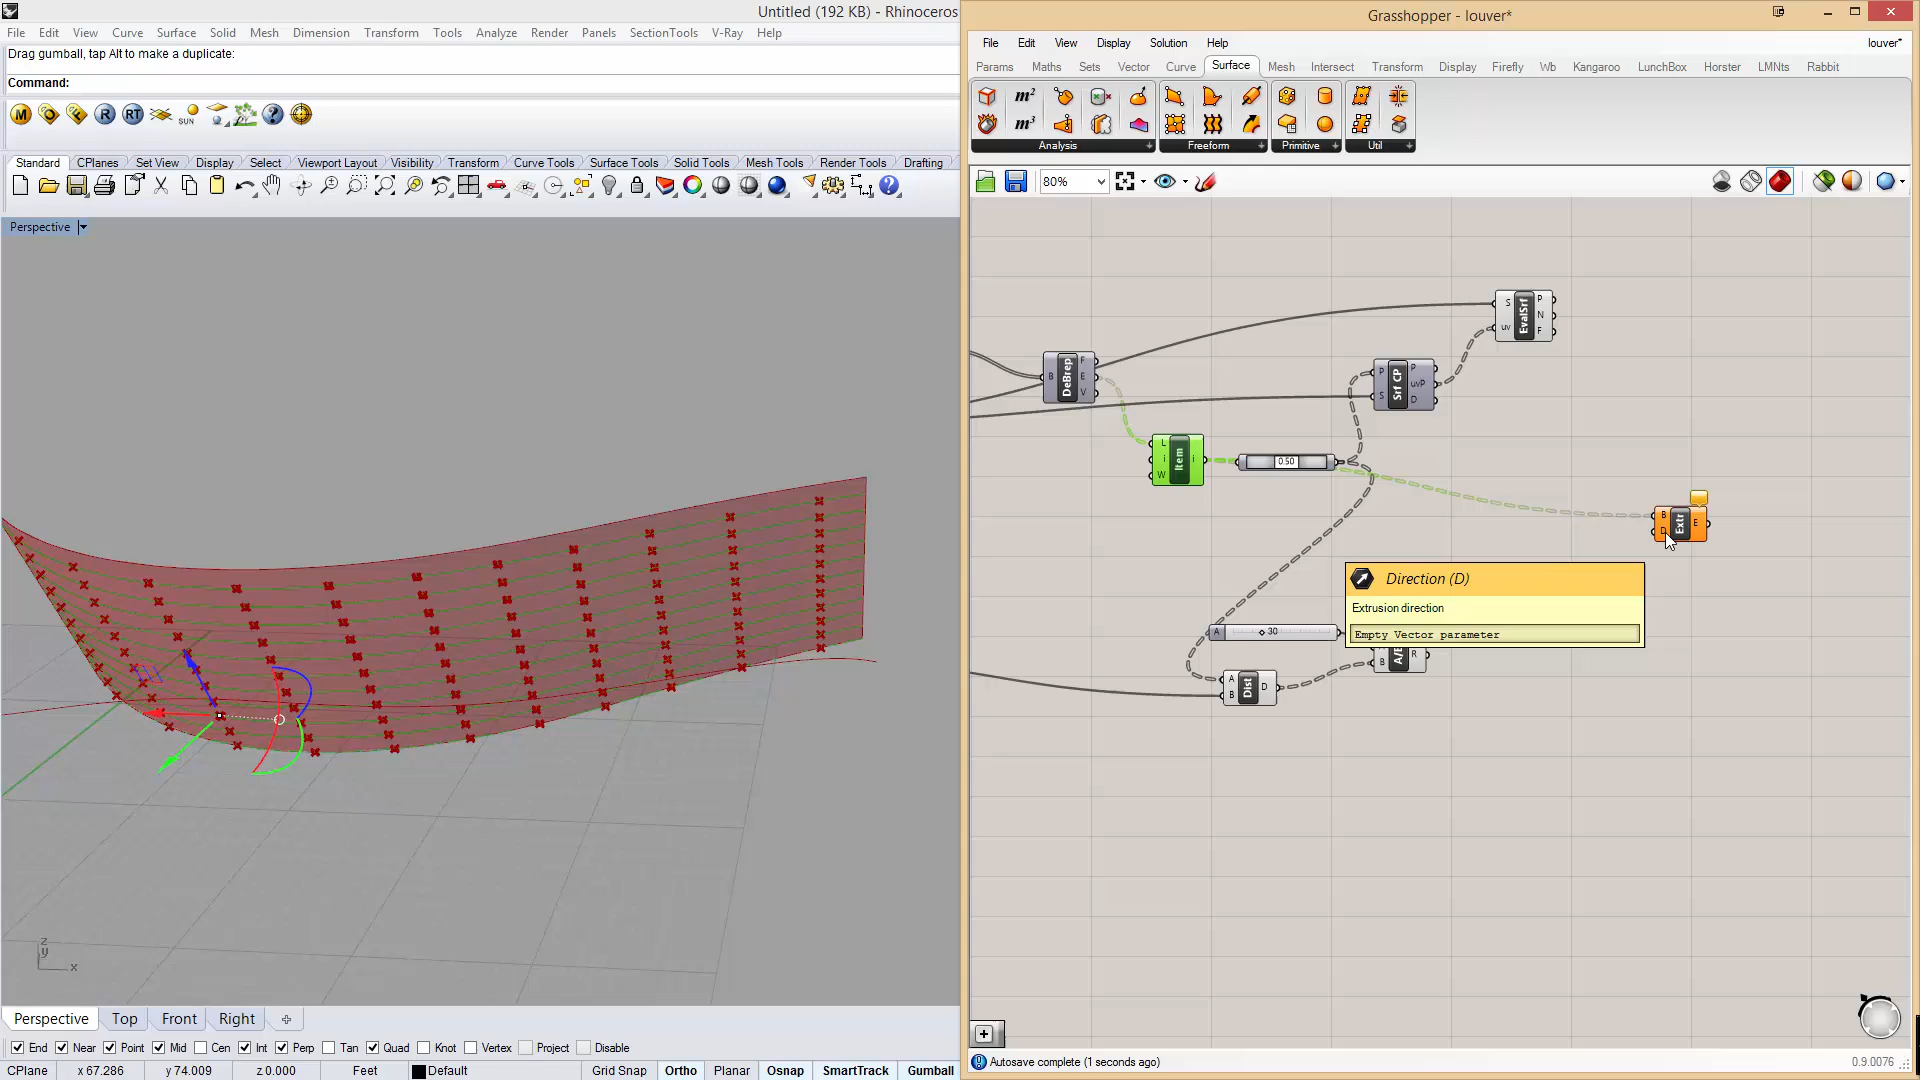 Untitled (192 KB) - Rhinoceros
File Edit View Curve Surface Solid Mesh Dimension Transform Tools Analyze Render Panels SectionTools V-Ray Help
Drag gumball, tap Alt to make a duplicate:
Command:
M R RT SUN
Standard CPlanes Set View Display Select Viewport Layout Visibility Transform Curve Tools Surface Tools Solid Tools Mesh Tools Render Tools Drafting
Perspective
z
y
x
Perspective Top Front Right
End Near Point Mid Cen Int Perp Tan Quad Knot Vertex Project Disable
CPlane x 67.286 y 74.009 z 0.000 Feet Default Grid Snap Ortho Planar Osnap SmartTrack Gumball
Grasshopper - louver*
File Edit View Display Solution Help louver*
Params Maths Sets Vector Curve Surface Mesh Intersect Transform Display Firefly Wb Kangaroo LunchBox Horster LMNts Rabbit
m²
m³
Analysis Freeform Primitive Util
80%
S uv EvalSrf P N F
B DeBrep F E V
P S Srf CP P uvP D
L i W Item i
0.50
B D Extr E
Direction (D)
Extrusion direction
Empty Vector parameter
A 30
B A/B R
A B Dist D
Autosave complete (1 seconds ago) 0.9.0076